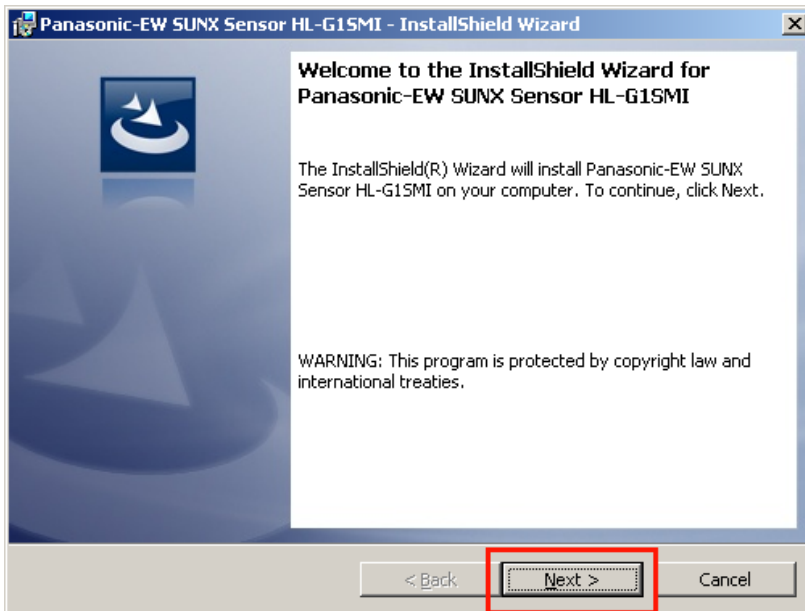 Panasonic-EW SUNX Sensor HL-G1SMI - InstallShield Wizard
Welcome to the InstallShield Wizard for
Panasonic-EW SUNX Sensor HL-G1SMI
The InstallShield(R) Wizard will install Panasonic-EW SUNX
Sensor HL-G1SMI on your computer. To continue, click Next.
WARNING: This program is protected by copyright law and
international treaties.
< Back
Next >
Cancel